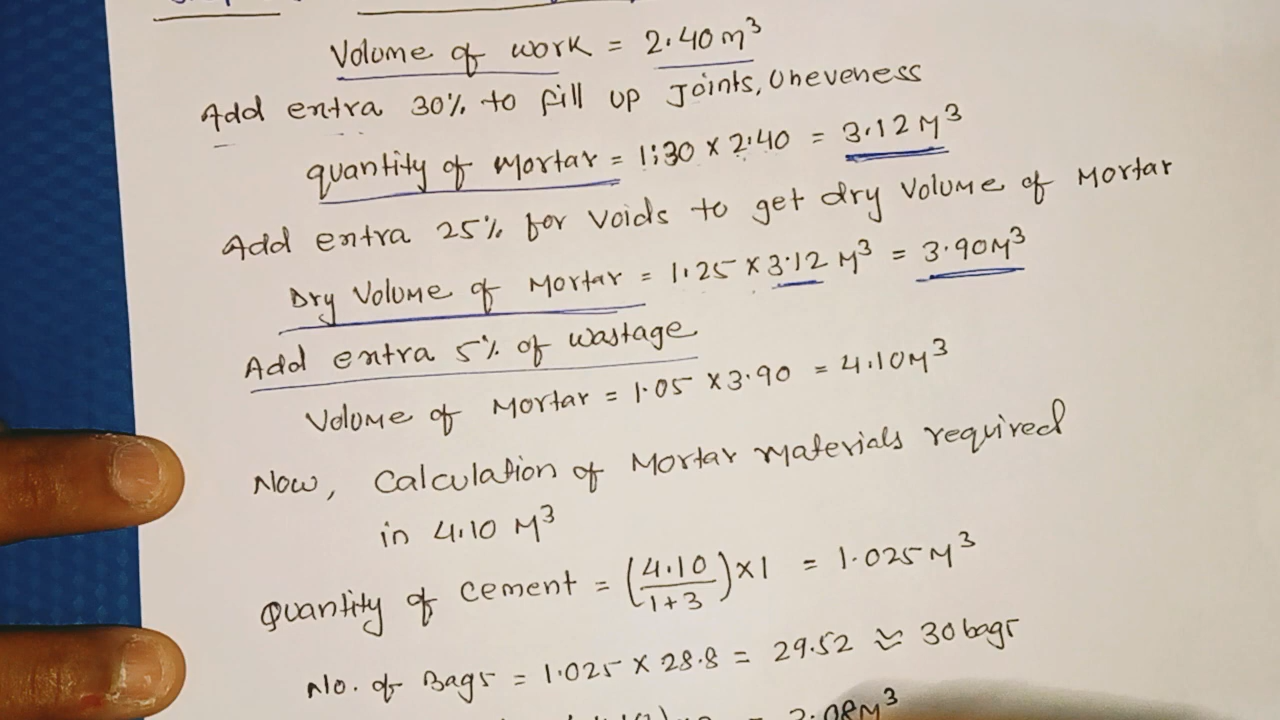 Volume of work = 2.40 m³
Add extra 30% to fill up Joints, Uneveness
quantity of Mortar = 1:30 x 2.40 = 3.12 M³
Add extra 25% for voids to get dry volume of Mortar
Dry Volume of Mortar = 1.25 x 3.12 M³ = 3.90 M³
Add extra 5% of wastage
Volume of Mortar = 1.05 x 3.90 = 4.10 M³
Now, Calculation of Mortar materials required
in 4.10 M³
Quantity of Cement = (4.10/1+3) x 1 = 1.025 M³
No. of Bags = 1.025 x 28.8 = 29.52 ≈ 30 bags
= 3.08 M³